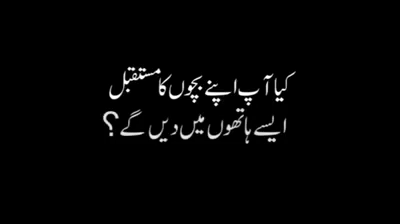 کیا آپ اپنے بچوں کا مستقبل
ایسے ہاتھوں میں دیں گے؟